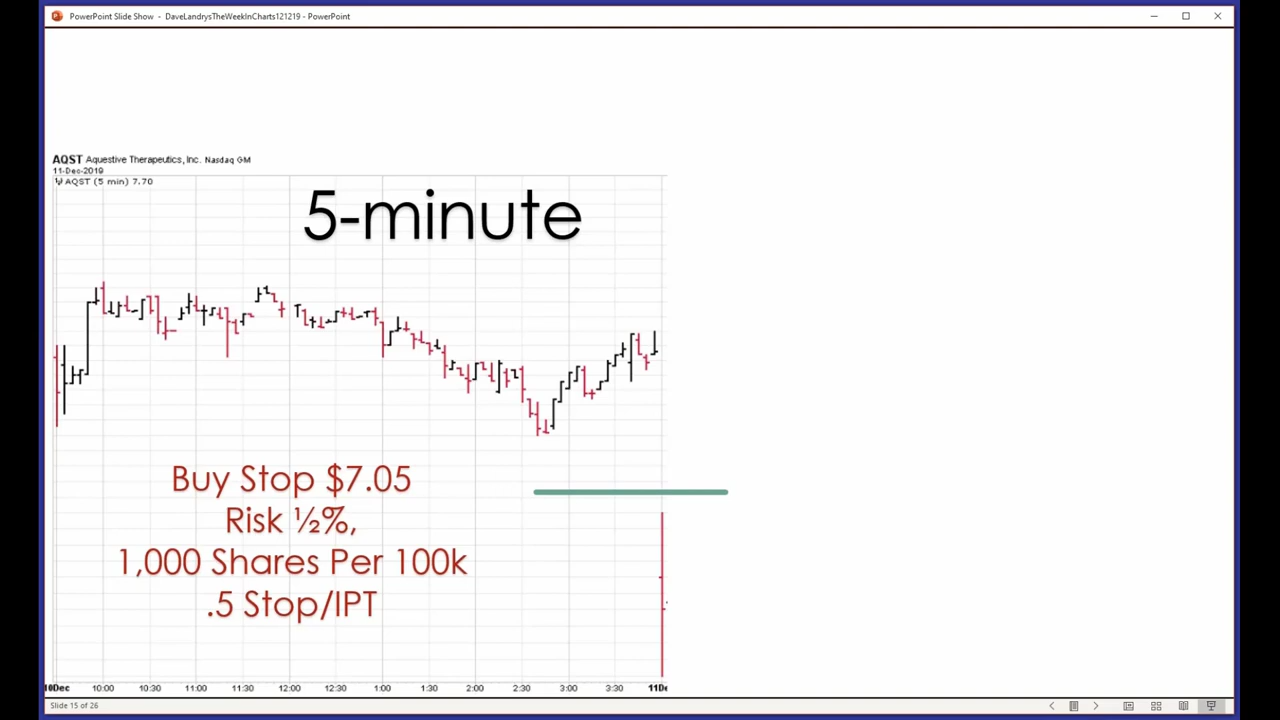 PowerPoint Slide Show - DaveLandrysTheWeekInCharts121219 - PowerPoint
AQST Aquestive Therapeutics, Inc. Nasdaq GM
11-Dec-2019
AQST (5 min) 7.70
5-minute
Buy Stop $7.05
Risk ½%,
1,000 Shares Per 100k
.5 Stop/IPT
10Dec 10:00 10:30 11:00 11:30 12:00 12:30 1:00 1:30 2:00 2:30 3:00 3:30 11De
Slide 15 of 26